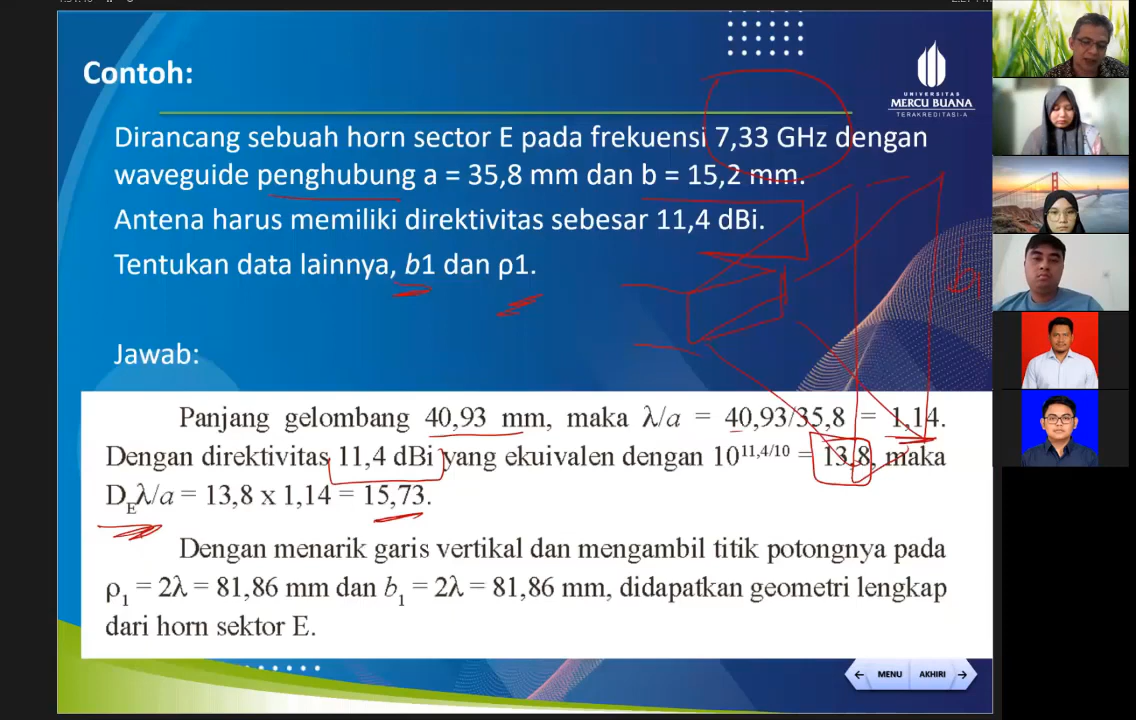 Contoh:
UNIVERSITAS
MERCU BUANA
TERAKREDITASI-A
Dirancang sebuah horn sector E pada frekuensi 7,33 GHz dengan
waveguide penghubung a = 35,8 mm dan b = 15,2 mm.
Antena harus memiliki direktivitas sebesar 11,4 dBi.
Tentukan data lainnya, b1 dan ρ1.
Jawab:
Panjang gelombang 40,93 mm, maka λ/a = 40,93/35,8 = 1,14.
Dengan direktivitas 11,4 dBi yang ekuivalen dengan 10^11,4/10 = 13,8, maka
D_Eλ/a = 13,8 x 1,14 = 15,73.
Dengan menarik garis vertikal dan mengambil titik potongnya pada
ρ₁ = 2λ = 81,86 mm dan b₁ = 2λ = 81,86 mm, didapatkan geometri lengkap
dari horn sektor E.
MENU AKHIRI